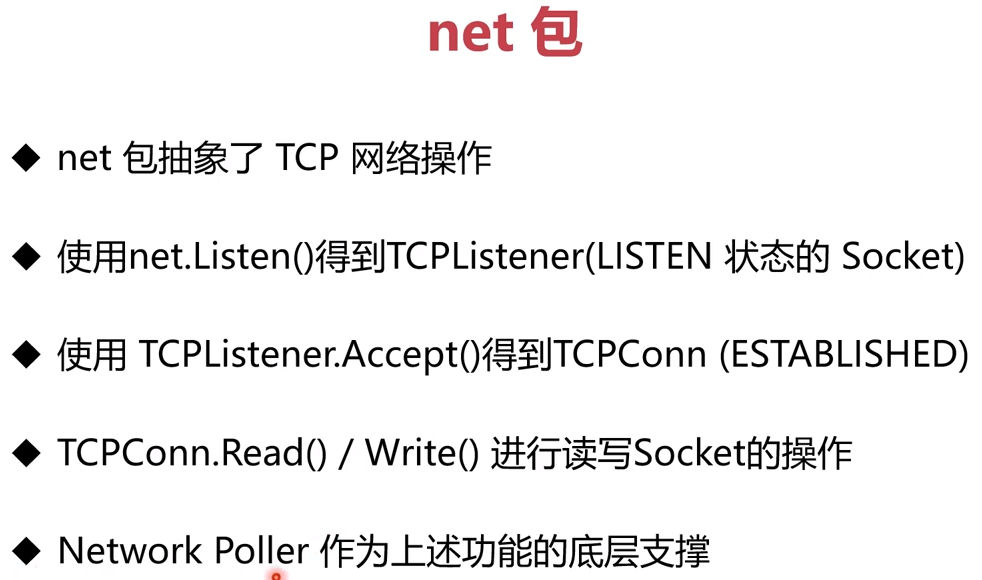 net 包
◆ net 包抽象了 TCP 网络操作
◆ 使用net.Listen()得到TCPListener(LISTEN 状态的 Socket)
◆ 使用 TCPListener.Accept()得到TCPConn (ESTABLISHED)
◆ TCPConn.Read() / Write() 进行读写Socket的操作
◆ Network Poller 作为上述功能的底层支撑